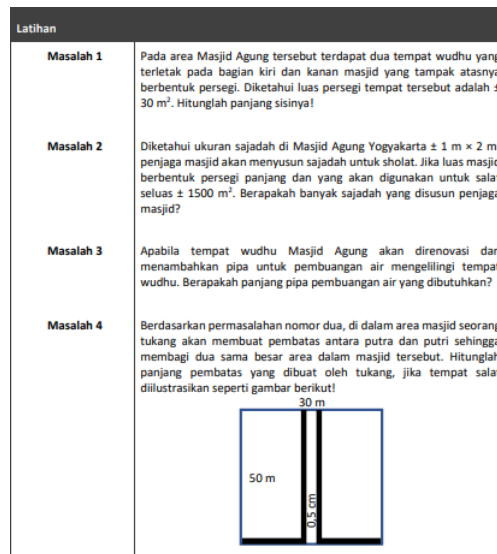 Latihan
Masalah 1
Pada area Masjid Agung tersebut terdapat dua tempat wudhu yang
terletak pada bagian kiri dan kanan masjid yang tampak atasnya
berbentuk persegi. Diketahui luas persegi tempat tersebut adalah ±
30 m². Hitunglah panjang sisinya!
Masalah 2
Diketahui ukuran sajadah di Masjid Agung Yogyakarta ± 1 m × 2 m
penjaga masjid akan menyusun sajadah untuk sholat. Jika luas masjid
berbentuk persegi panjang dan yang akan digunakan untuk salat
seluas ± 1500 m². Berapakah banyak sajadah yang disusun penjaga
masjid?
Masalah 3
Apabila tempat wudhu Masjid Agung akan direnovasi dan
menambahkan pipa untuk pembuangan air mengelilingi tempat
wudhu. Berapakah panjang pipa pembuangan air yang dibutuhkan?
Masalah 4
Berdasarkan permasalahan nomor dua, di dalam area masjid seorang
tukang akan membuat pembatas antara putra dan putri sehingga
membagi dua sama besar area dalam masjid tersebut. Hitunglah
panjang pembatas yang dibuat oleh tukang, jika tempat salat
diilustrasikan seperti gambar berikut!
30 m
50 m
0,5 cm